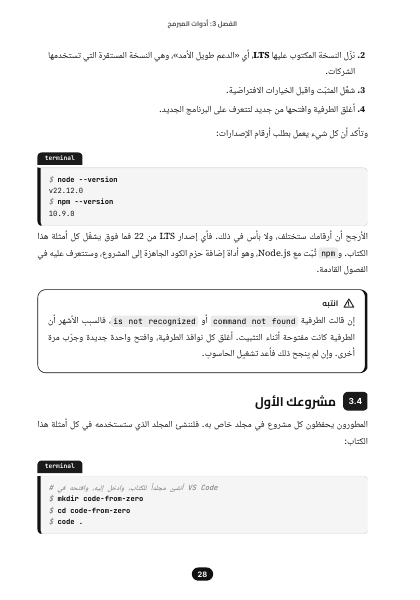 الفصل 3: أدوات المبرمج
2. نزّل النسخة المكتوب عليها LTS، أي «الدعم طويل الأمد»، وهي النسخة المستقرة التي تستخدمها
الشركات.
3. شغّل المثبّت واقبل الخيارات الافتراضية.
4. أغلق الطرفية وافتحها من جديد لتتعرف على البرنامج الجديد.
وتأكد أن كل شيء يعمل بطلب أرقام الإصدارات:
terminal
$ node --version
v22.12.0
$ npm --version
10.9.0
الأرجح أن أرقامك ستختلف، ولا بأس في ذلك. فأي إصدار LTS من 22 فما فوق يشغّل كل أمثلة هذا
الكتاب. وnpm ثُبّت مع Node.js، وهو أداة إضافة حزم الكود الجاهزة إلى المشروع، وستتعرف عليه في
الفصول القادمة.
انتبه
إن قالت الطرفية command not found أو is not recognized، فالسبب الأشهر أن
الطرفية كانت مفتوحة أثناء التثبيت. أغلق كل نوافذ الطرفية، وافتح واحدة جديدة وجرّب مرة
أخرى. وإن لم ينجح ذلك فأعد تشغيل الحاسوب.
3.4 مشروعك الأول
المطورون يحفظون كل مشروع في مجلد خاص به. فلننشئ المجلد الذي ستستخدمه في كل أمثلة هذا
الكتاب:
terminal
# أنشئ مجلداً للكتاب، وادخل إليه، وافتحه في VS Code
$ mkdir code-from-zero
$ cd code-from-zero
$ code .
28